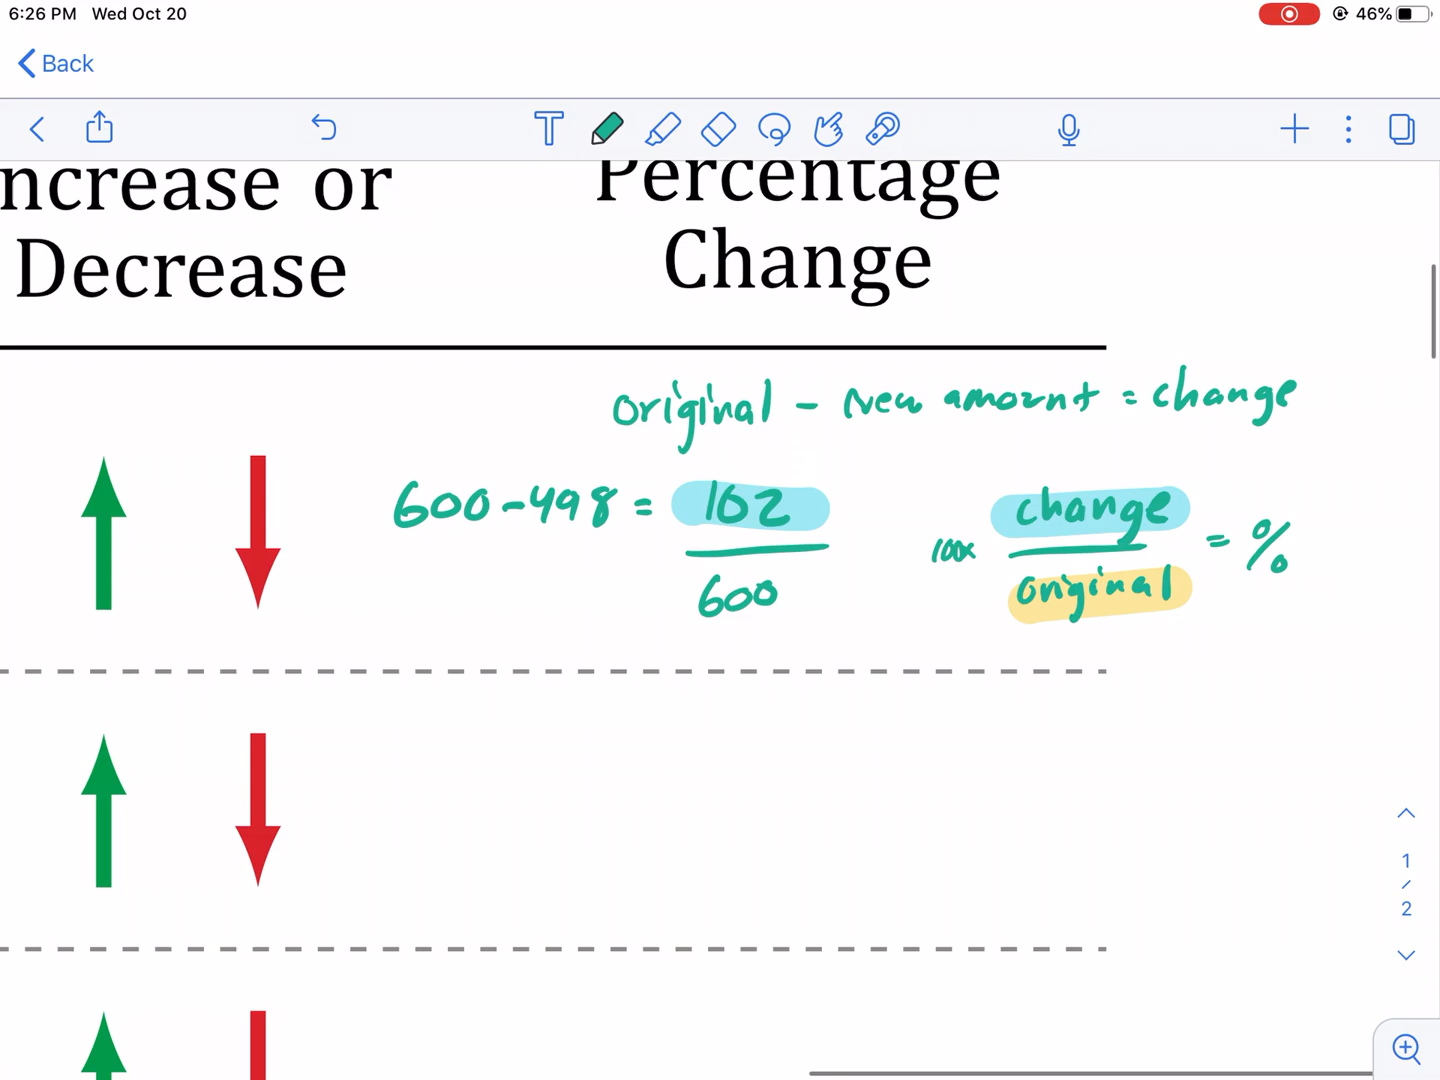 6:26 PM Wed Oct 20
46%
Back
T
ncrease or
Decrease
Percentage
Change
original - New amount = change
600-498 = 102
600
100x change
original
= %
1
/
2